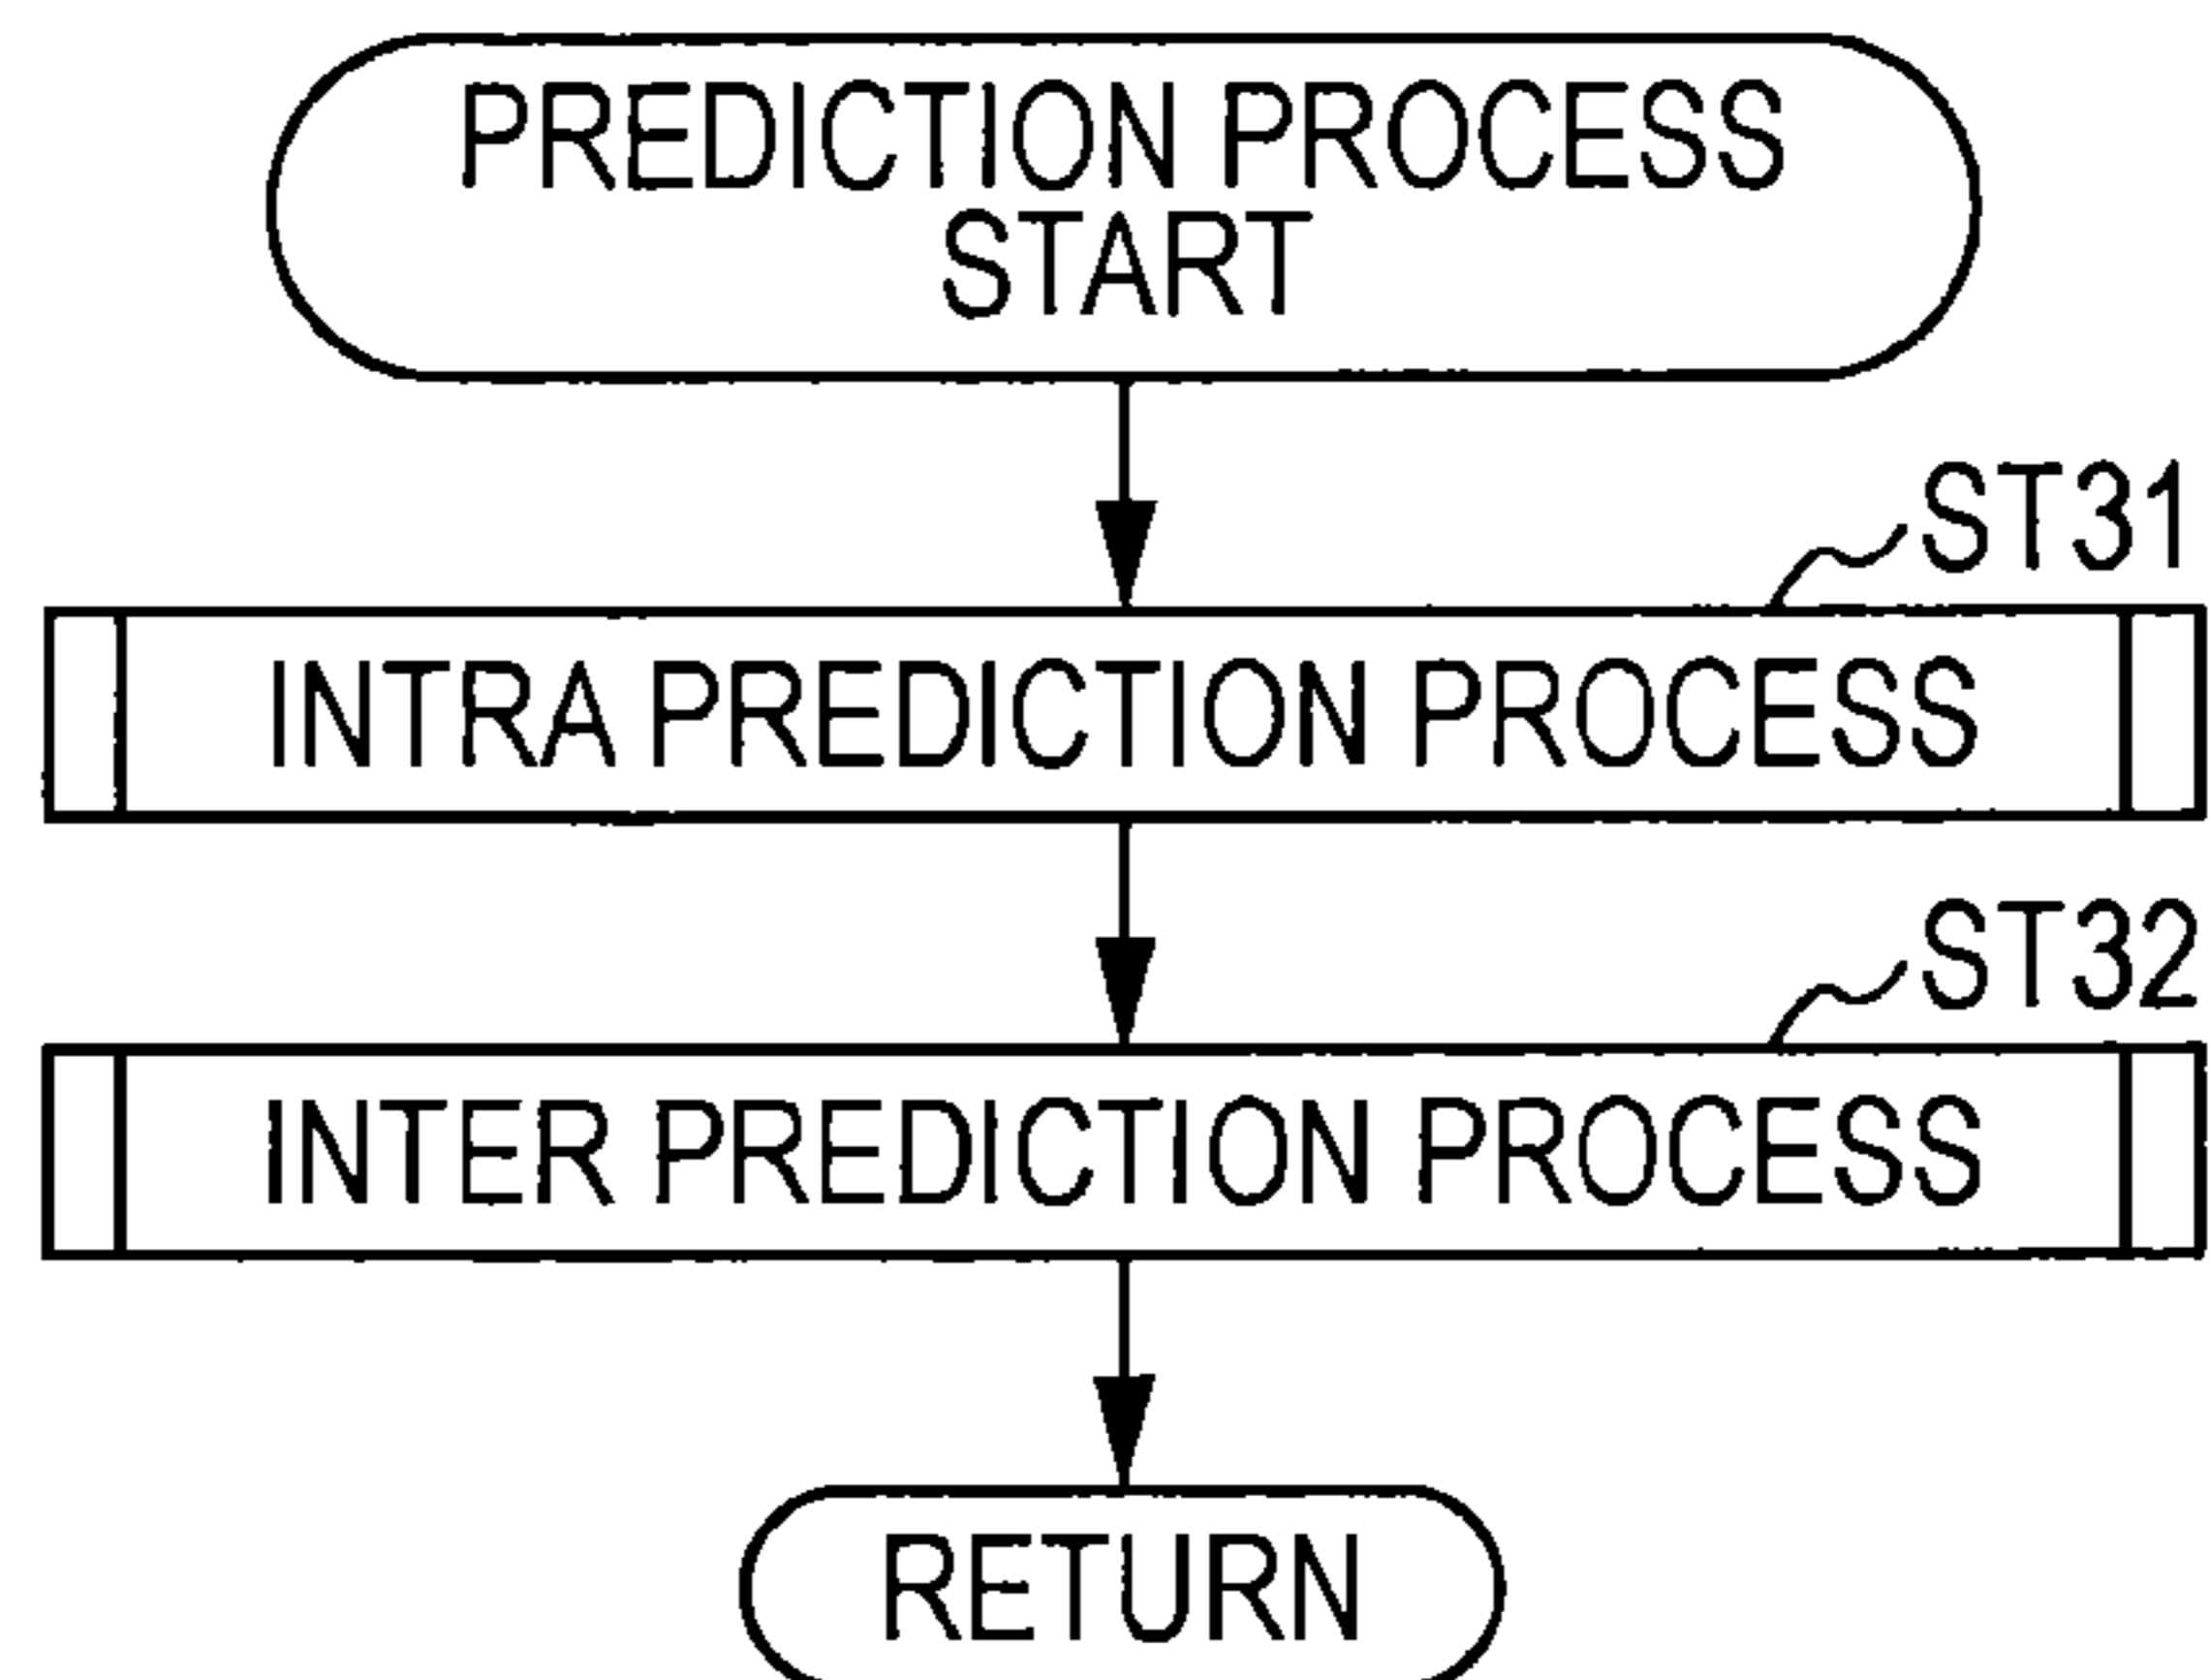 PREDICTION PROCESS
START
ST31
INTRA PREDICTION PROCESS
ST32
INTER PREDICTION PROCESS
RETURN